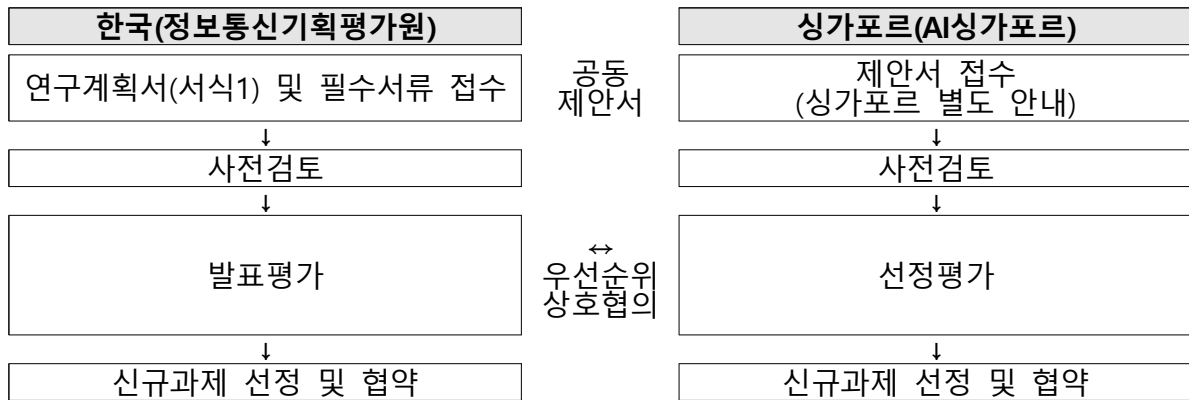 한국(정보통신기획평가원)
싱가포르(AI싱가포르)
연구계획서(서식1) 및 필수서류 접수
공동
제안서
제안서 접수
(싱가포르 별도 안내)
↓
↓
사전검토
사전검토
↓
↓
발표평가
↔
우선순위
상호협의
선정평가
↓
↓
신규과제 선정 및 협약
신규과제 선정 및 협약